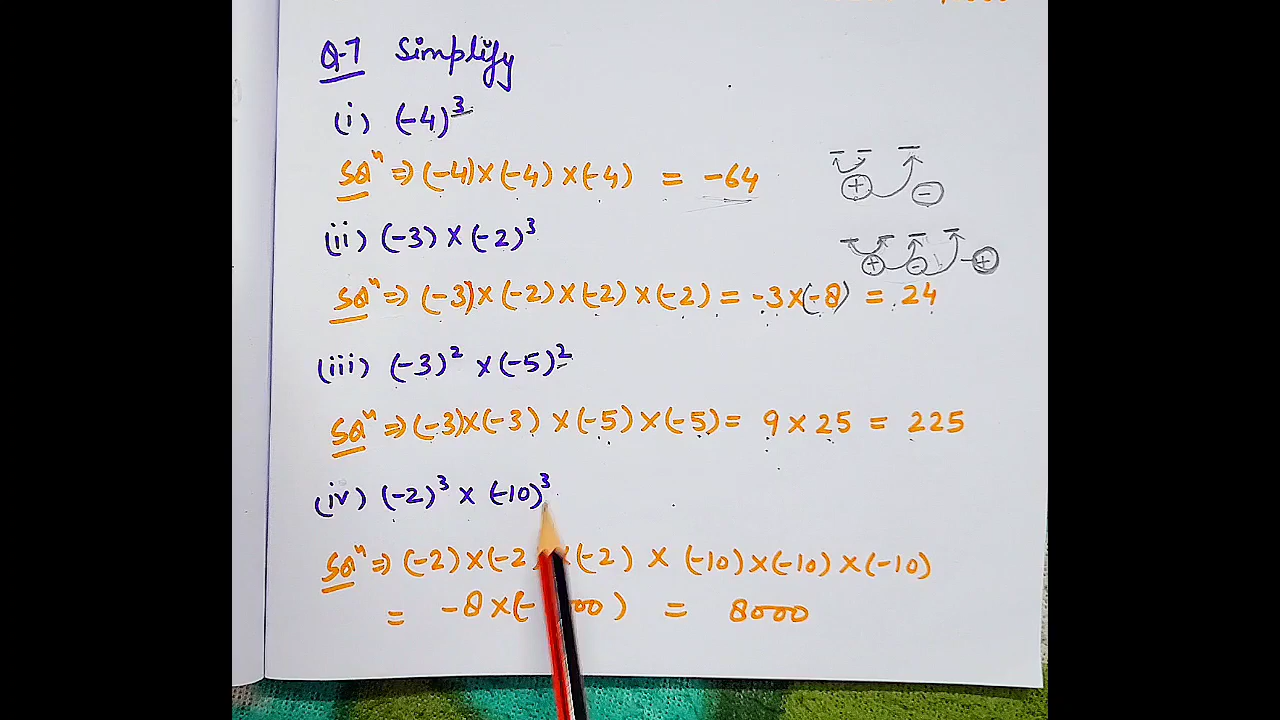 Q-7 Simplify
(i) (-4)³
Solⁿ ⇒ (-4)×(-4)×(-4) = -64
(ii) (-3)×(-2)³
Solⁿ ⇒ (-3)×(-2)×(-2)×(-2) = -3×(-8) = 24
(iii) (-3)² ×(-5)²
Solⁿ ⇒ (-3)×(-3) ×(-5)×(-5) = 9×25 = 225
(iv) (-2)³ × (-10)³
Solⁿ ⇒ (-2)×(-2 ×(-2) × (-10)×(-10)×(-10)
= -8×(- 000) = 8000